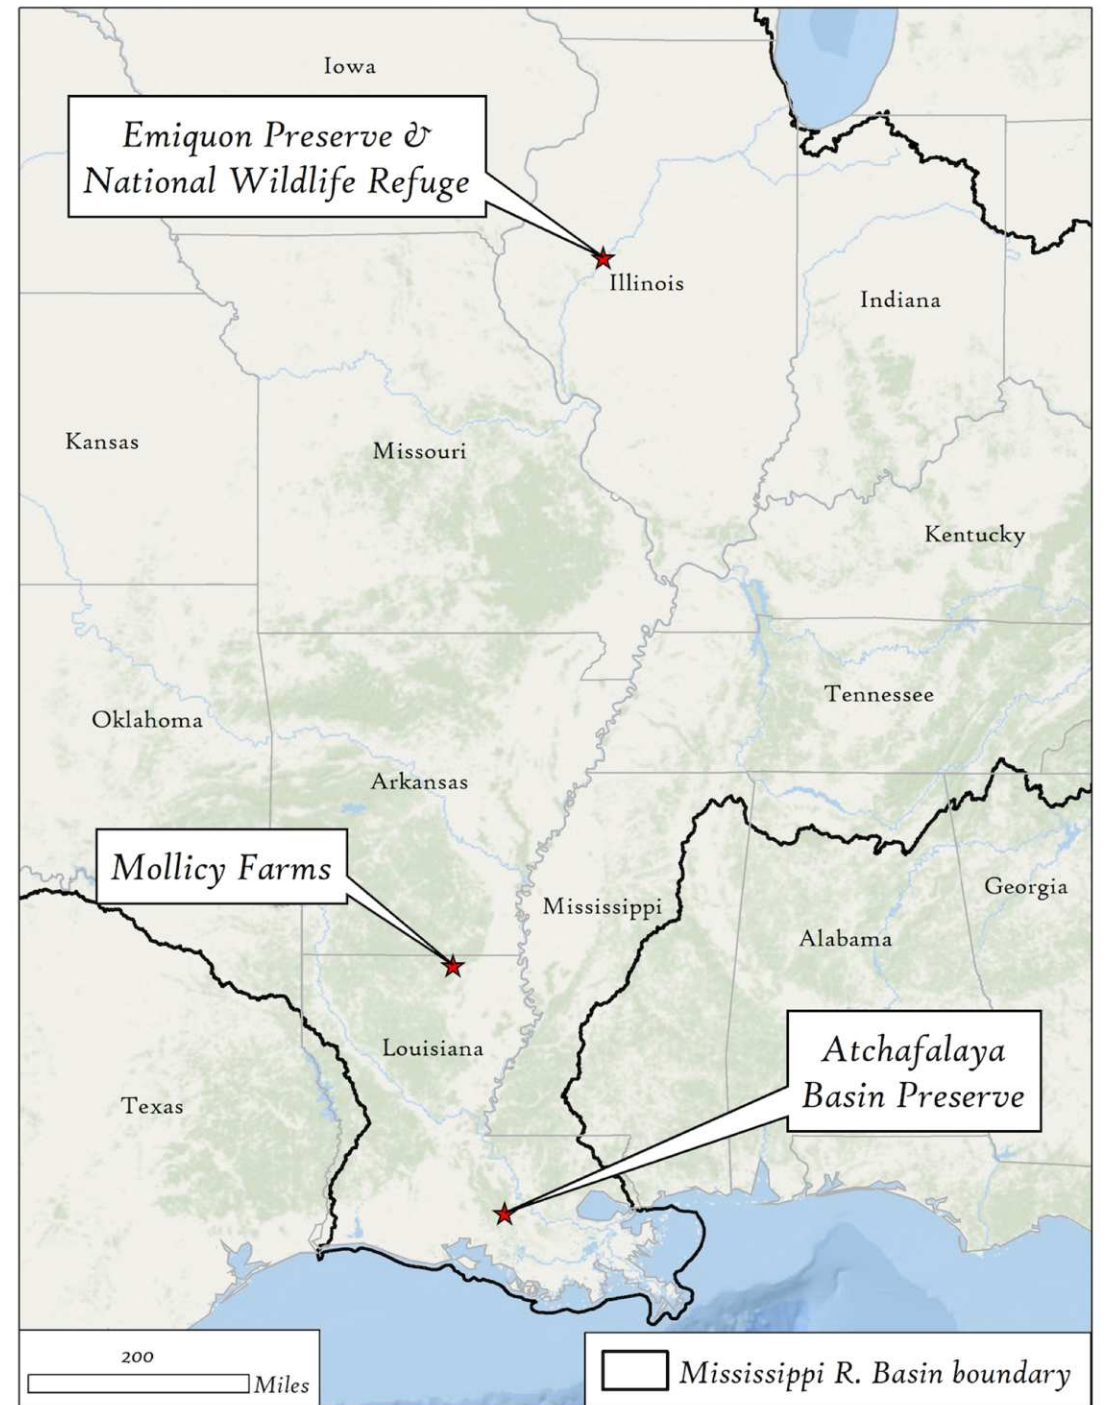 Iowa
Emiquon Preserve &
National Wildlife Refuge
Illinois
Indiana
Kansas
Missouri
Kentucky
Tennessee
Oklahoma
Arkansas
Mollicy Farms
Mississippi
Georgia
Alabama
Louisiana
Atchafalaya
Basin Preserve
Texas
200
Miles
Mississippi R. Basin boundary